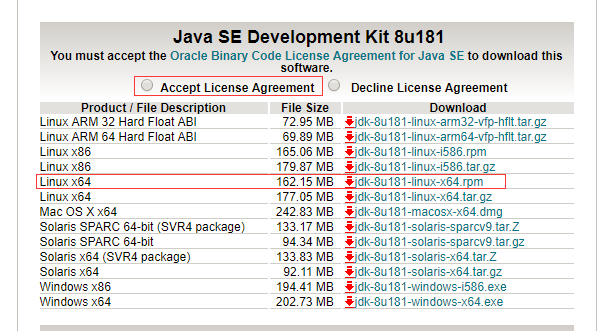 Java SE Development Kit 8u181
You must accept the Oracle Binary Code License Agreement for Java SE to download this
software.
Accept License Agreement Decline License Agreement
Product / File Description File Size Download
Linux ARM 32 Hard Float ABI 72.95 MB jdk-8u181-linux-arm32-vfp-hflt.tar.gz
Linux ARM 64 Hard Float ABI 69.89 MB jdk-8u181-linux-arm64-vfp-hflt.tar.gz
Linux x86 165.06 MB jdk-8u181-linux-i586.rpm
Linux x86 179.87 MB jdk-8u181-linux-i586.tar.gz
Linux x64 162.15 MB jdk-8u181-linux-x64.rpm
Linux x64 177.05 MB jdk-8u181-linux-x64.tar.gz
Mac OS X x64 242.83 MB jdk-8u181-macosx-x64.dmg
Solaris SPARC 64-bit (SVR4 package) 133.17 MB jdk-8u181-solaris-sparcv9.tar.Z
Solaris SPARC 64-bit 94.34 MB jdk-8u181-solaris-sparcv9.tar.gz
Solaris x64 (SVR4 package) 133.83 MB jdk-8u181-solaris-x64.tar.Z
Solaris x64 92.11 MB jdk-8u181-solaris-x64.tar.gz
Windows x86 194.41 MB jdk-8u181-windows-i586.exe
Windows x64 202.73 MB jdk-8u181-windows-x64.exe